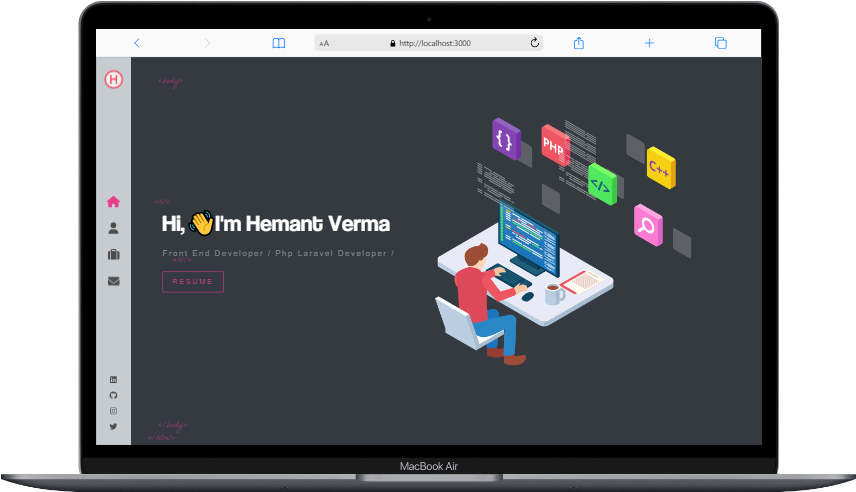 AA http://localhost:3000
H
<body>
{ }
PHP
</>
C++
<h1>
Hi, 👋I'm Hemant Verma
Front End Developer / Php Laravel Developer /
</h1>
RESUME
</body>
</html>
MacBook Air